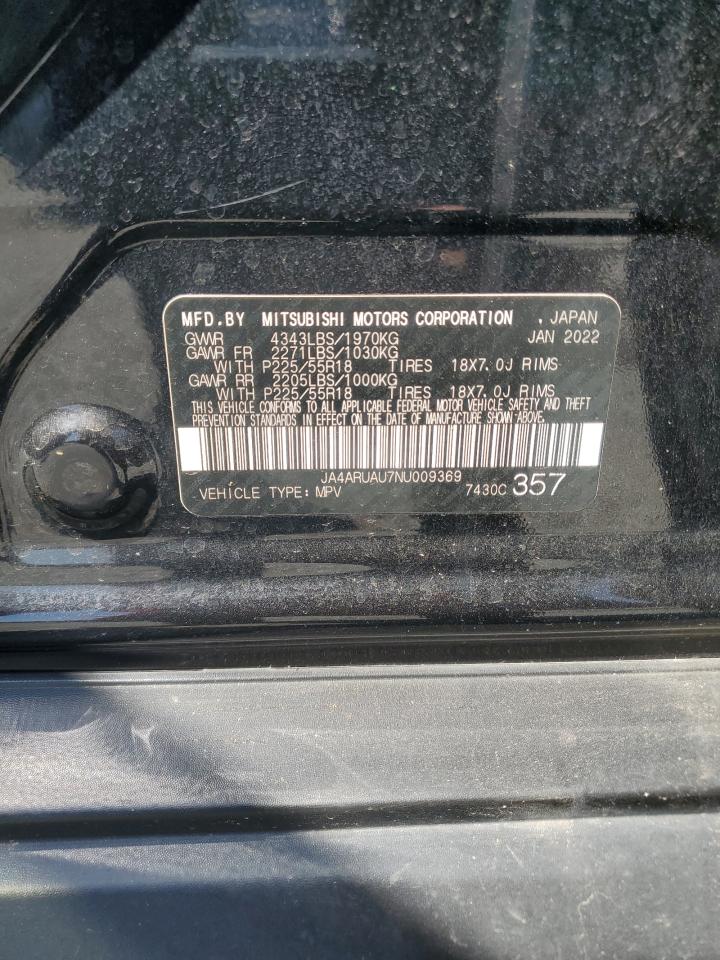 MFD.BY MITSUBISHI MOTORS CORPORATION , JAPAN
GVWR 4343LBS/1970KG JAN 2022
GAWR FR 2271LBS/1030KG
WITH P225/55R18 TIRES 18X7.0J RIMS
GAWR RR 2205LBS/1000KG
WITH P225/55R18 TIRES 18X7.0J RIMS
THIS VEHICLE CONFORMS TO ALL APPLICABLE FEDERAL MOTOR VEHICLE SAFETY AND THEFT
PREVENTION STANDARDS IN EFFECT ON THE DATE OF MANUFACTURE SHOWN ABOVE.
JA4ARUAU7NU009369
VEHICLE TYPE: MPV 7430C 357